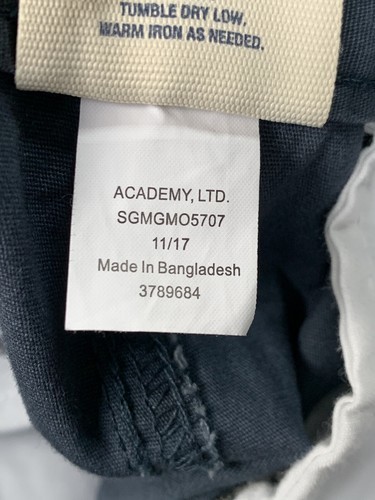 TUMBLE DRY LOW.
WARM IRON AS NEEDED.
ACADEMY, LTD.
SGMGMO5707
11/17
Made In Bangladesh
3789684